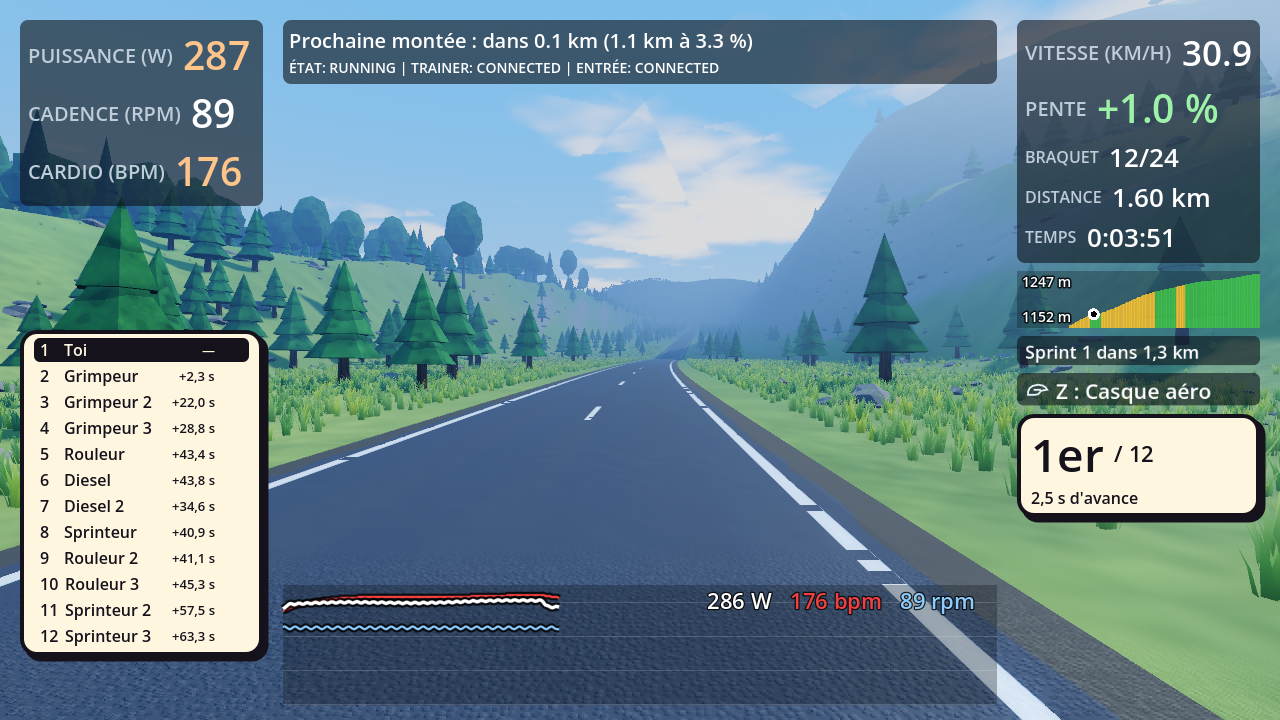 PUISSANCE (W) 287
CADENCE (RPM) 89
CARDIO (BPM) 176
Prochaine montée : dans 0.1 km (1.1 km à 3.3 %)
ÉTAT: RUNNING | TRAINER: CONNECTED | ENTRÉE: CONNECTED
VITESSE (KM/H) 30.9
PENTE +1.0 %
BRAQUET 12/24
DISTANCE 1.60 km
TEMPS 0:03:51
1247 m
1152 m
Sprint 1 dans 1,3 km
Z : Casque aéro
1er / 12
2,5 s d'avance
1 Toi —
2 Grimpeur +2,3 s
3 Grimpeur 2 +22,0 s
4 Grimpeur 3 +28,8 s
5 Rouleur +43,4 s
6 Diesel +43,8 s
7 Diesel 2 +34,6 s
8 Sprinteur +40,9 s
9 Rouleur 2 +41,1 s
10 Rouleur 3 +45,3 s
11 Sprinteur 2 +57,5 s
12 Sprinteur 3 +63,3 s
286 W 176 bpm 89 rpm